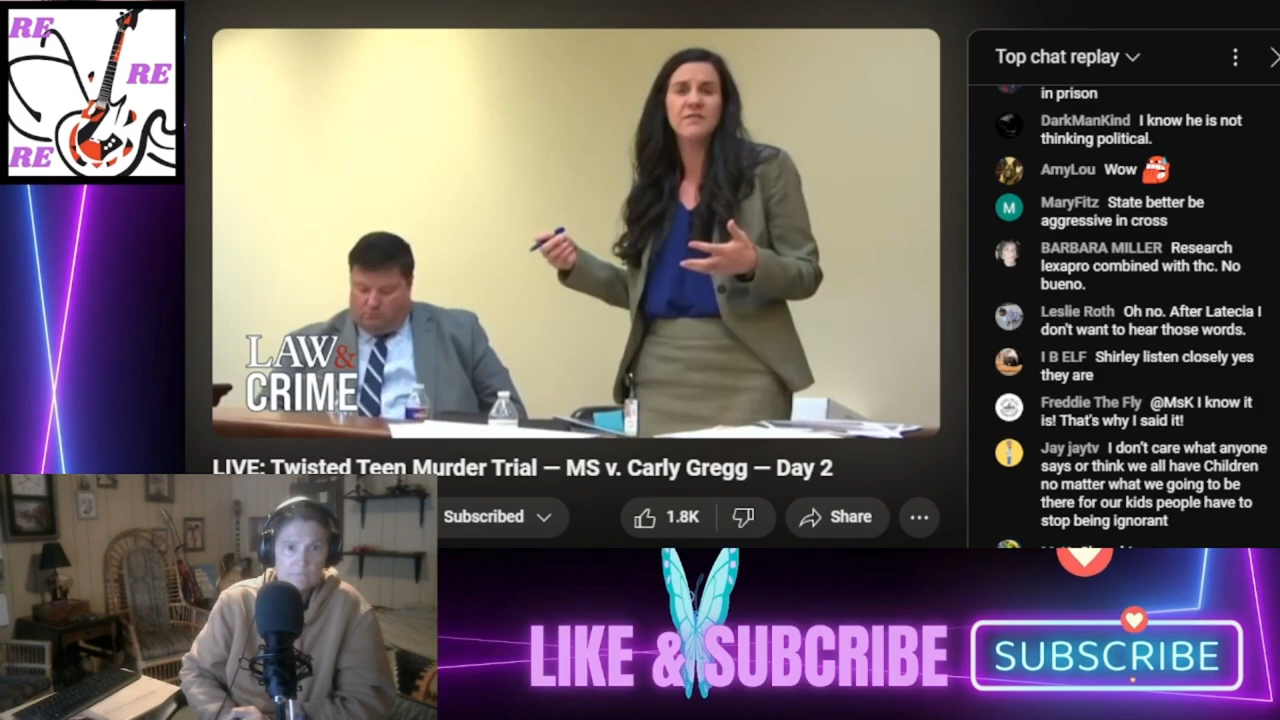 RE
RE
RE
LAW&
CRIME
LIVE: Twisted Teen Murder Trial — MS v. Carly Gregg — Day 2
Subscribed
1.8K
Share
Top chat replay
in prison
DarkManKind I know he is not
thinking political.
AmyLou Wow
M
MaryFitz State better be
aggressive in cross
BARBARA MILLER Research
lexapro combined with thc. No
bueno.
Leslie Roth Oh no. After Latecia I
don't want to hear those words.
I B ELF Shirley listen closely yes
they are
Freddie The Fly @MsK I know it
is! That's why I said it!
Jay jaytv I don't care what anyone
says or think we all have Children
no matter what we going to be
there for our kids people have to
stop being ignorant
LIKE & SUBCRIBE
SUBSCRIBE